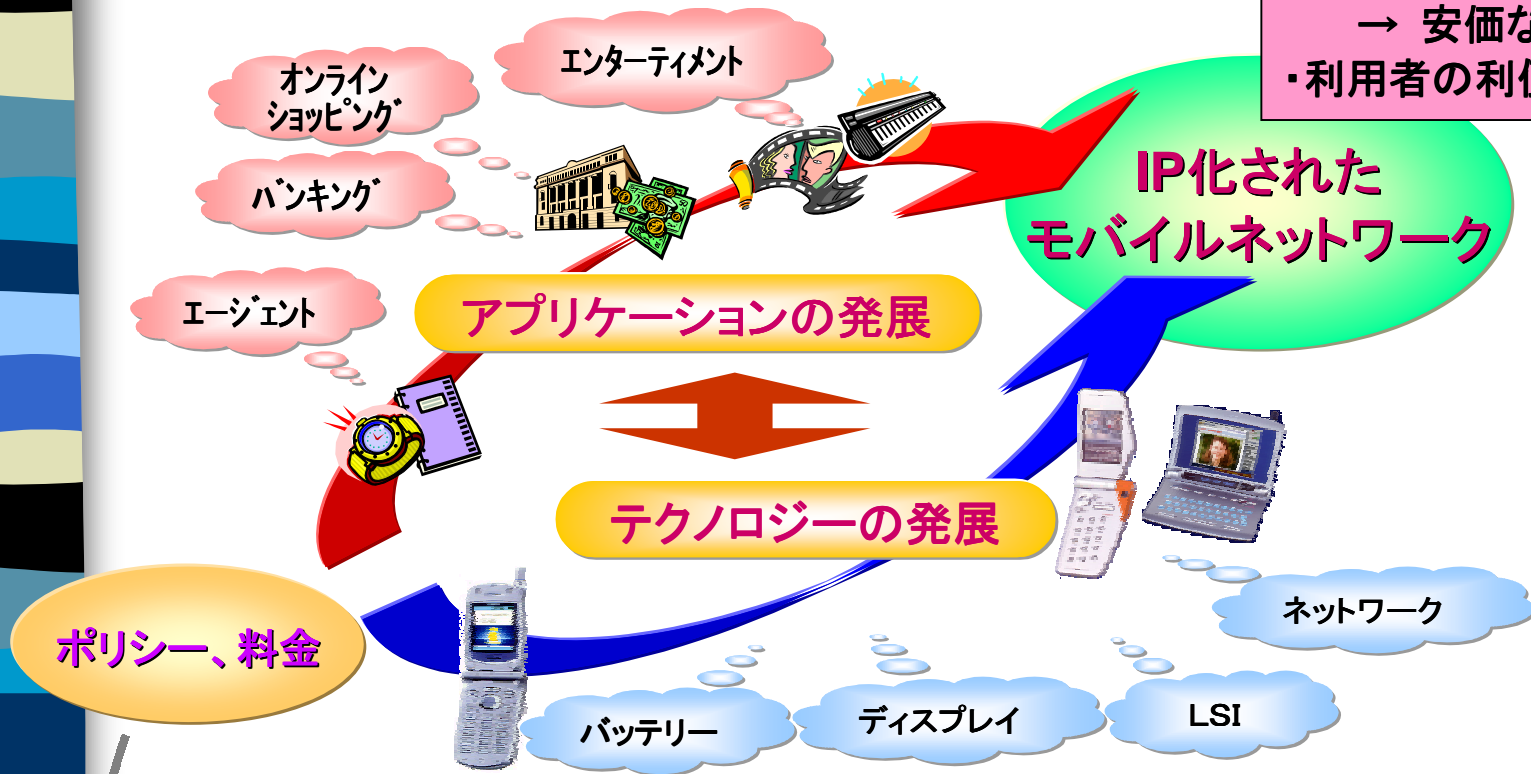 → 安価な
・利用者の利
エンターティメント
オンライン
ショッピング
バンキング
IP化された
モバイルネットワーク
エージェント
アプリケーションの発展
テクノロジーの発展
ネットワーク
ポリシー、料金
バッテリー
ディスプレイ
LSI